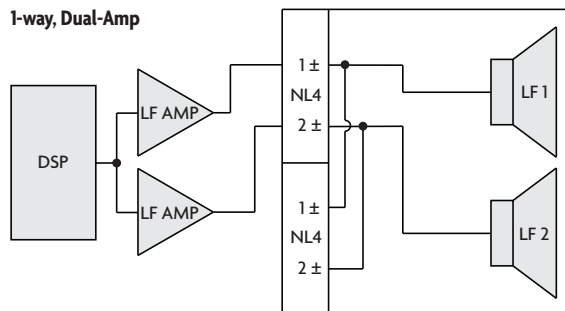 1-way, Dual-Amp
DSP
LF AMP
LF AMP
1 ±
NL4
2 ±
1 ±
NL4
2 ±
LF 1
LF 2